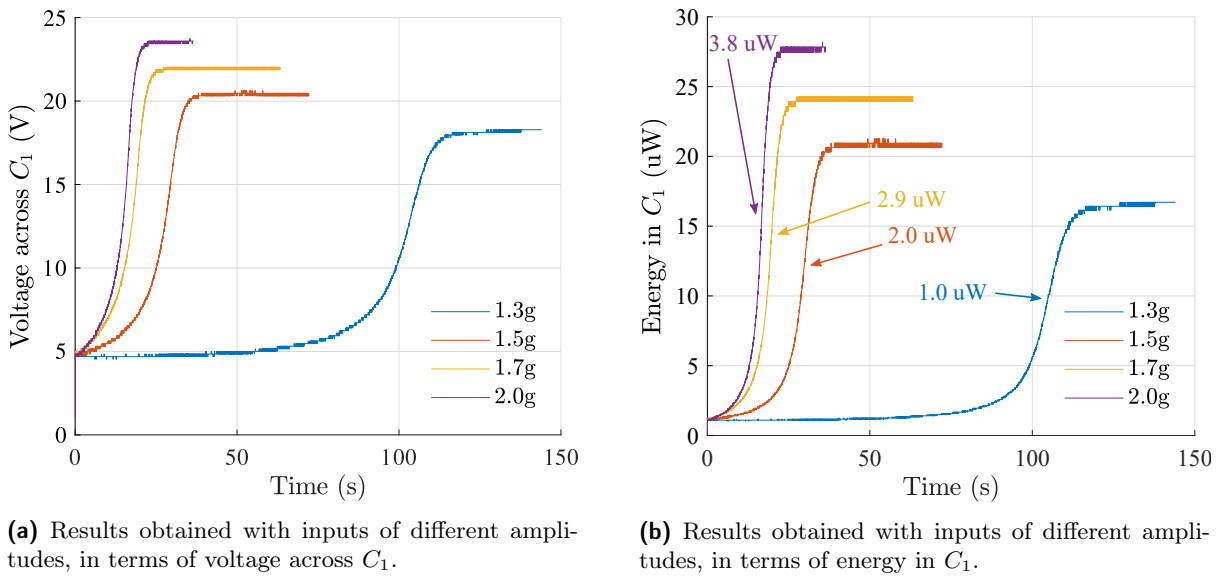 30
25
20
15
10
5
0
Voltage across C₁ (V)
1.3g
1.5g
1.7g
2.0g
0 50 100 150
Time (s)
(a) Results obtained with inputs of different ampli-
tudes, in terms of voltage across C₁.
30
25
20
15
10
5
0
Energy in C₁ (uW)
3.8 uW
2.9 uW
2.0 uW
1.0 uW
1.3g
1.5g
1.7g
2.0g
0 50 100 150
Time (s)
(b) Results obtained with inputs of different ampli-
tudes, in terms of energy in C₁.